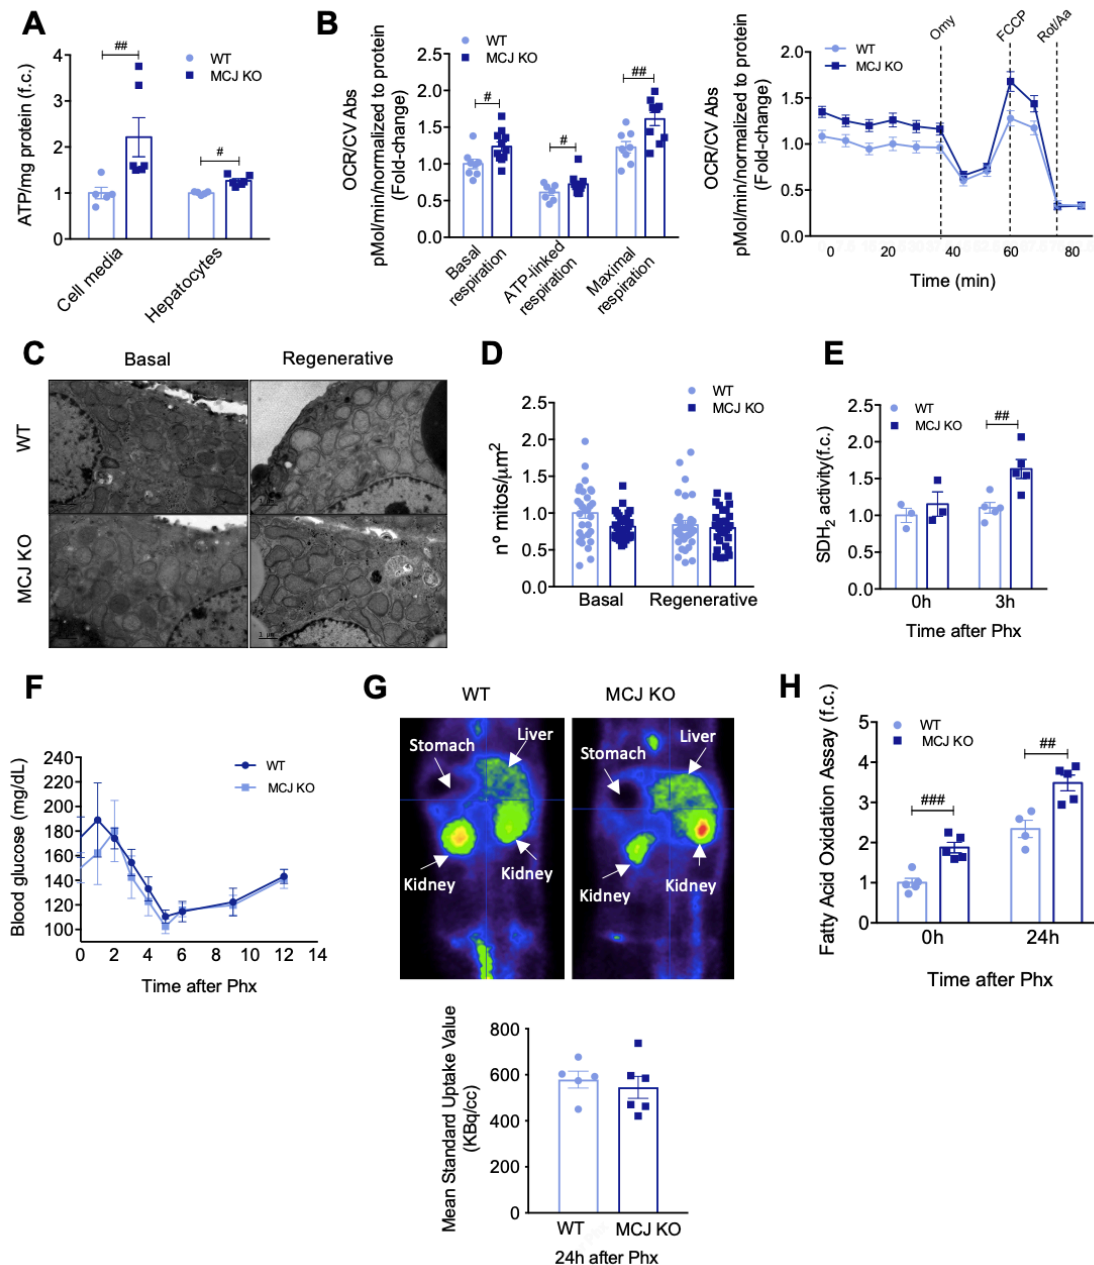 A
## 
WT
MCJ KO
#
ATP/mg protein (f.c.)
4
3
2
1
0
Cell media
Hepatocytes
B
WT
MCJ KO
#
#
##
OCR/CV Abs
pMol/min/normalized to protein
(Fold-change)
2.5
2.0
1.5
1.0
0.5
0.0
Basal
respiration
ATP-linked
respiration
Maximal
respiration
WT
MCJ KO
Omy
FCCP
Rot/Aa
OCR/CV Abs
pMol/min/normalized to protein
(Fold-change)
2.0
1.5
1.0
0.5
0.0
0 20 40 60 80
Time (min)
C
Basal
Regenerative
WT
MCJ KO
1 μm
D
WT
MCJ KO
nº mitos/μm2
2.5
2.0
1.5
1.0
0.5
0.0
Basal
Regenerative
E
WT
MCJ KO
##
SDH2 activity(f.c.)
2.5
2.0
1.5
1.0
0.5
0.0
0h
3h
Time after Phx
F
WT
MCJ KO
Blood glucose (mg/dL)
240
220
200
180
160
140
120
100
0 2 4 6 8 10 12 14
Time after Phx
G
WT
MCJ KO
Stomach
Liver
Kidney
Kidney
Stomach
Liver
Kidney
Kidney
Mean Standard Uptake Value
(KBq/cc)
800
600
400
200
0
WT
MCJ KO
24h after Phx
H
WT
MCJ KO
###
##
Fatty Acid Oxidation Assay (f.c.)
5
4
3
2
1
0
0h
24h
Time after Phx